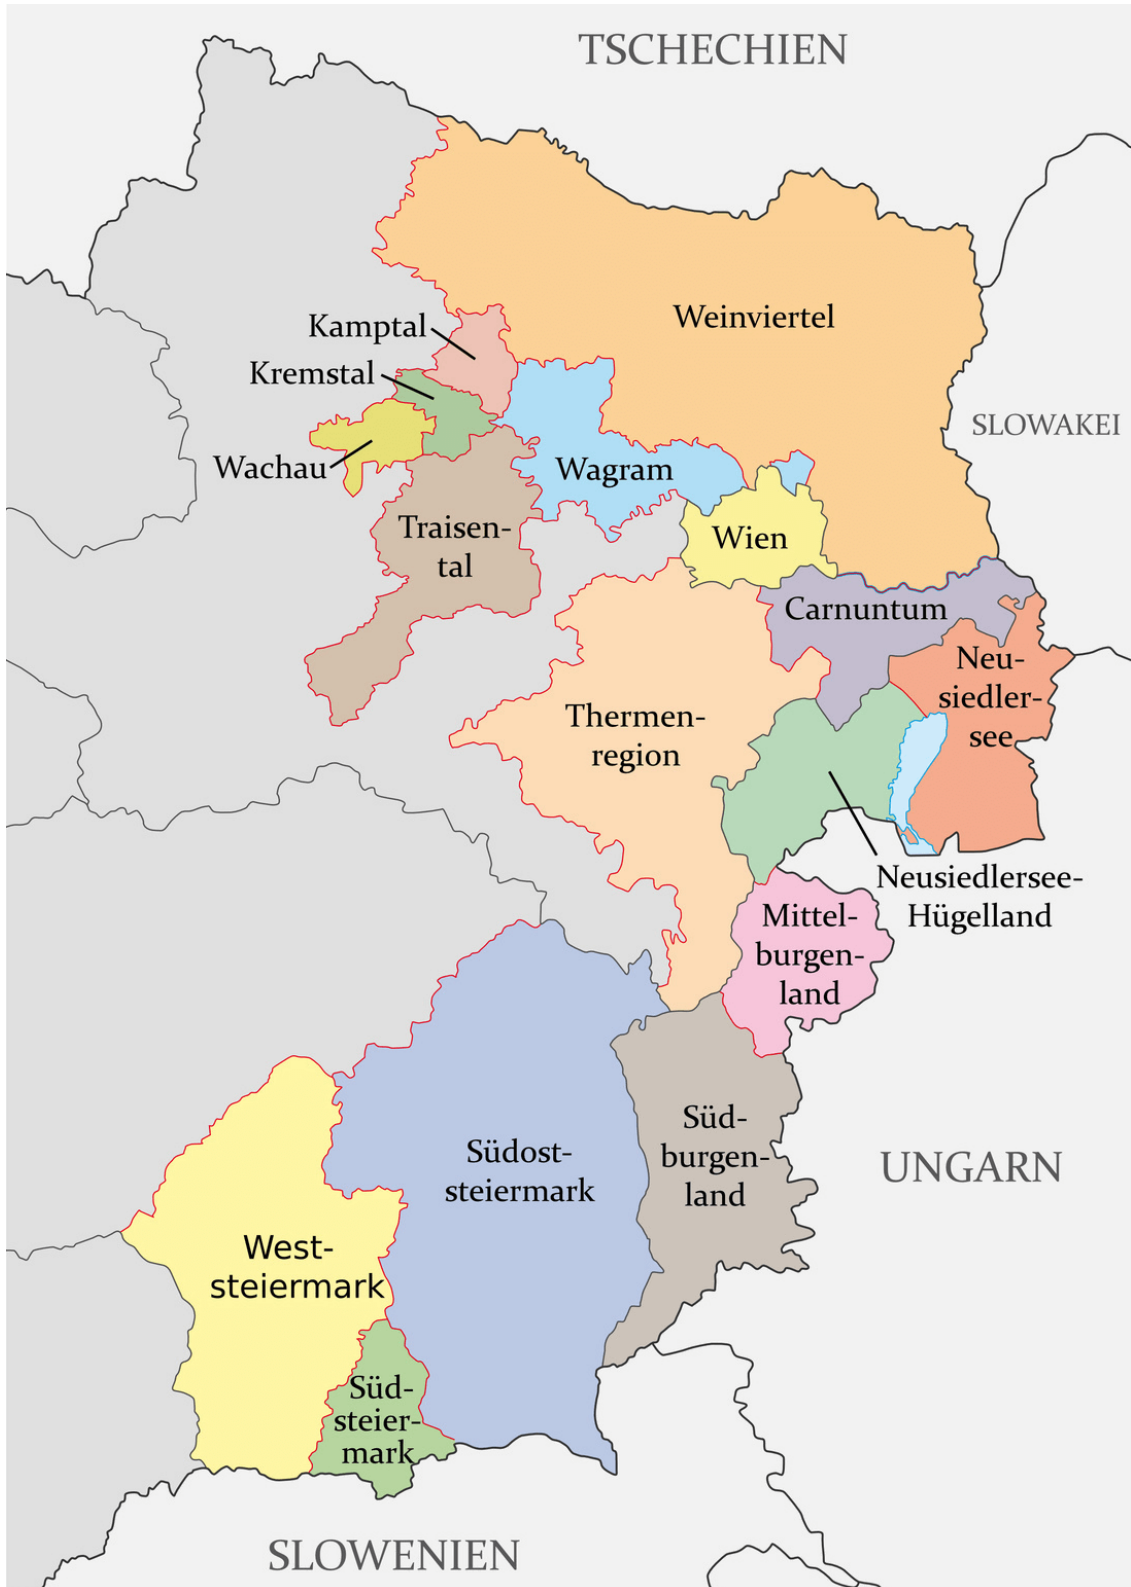 TSCHECHIEN
Weinviertel
Kamptal
Kremstal
SLOWAKEI
Wachau
Wagram
Traisen-
tal
Wien
Carnuntum
Neu-
siedler-
see
Thermen-
region
Neusiedlersee-
Hügelland
Mittel-
burgen-
land
Süd-
burgen-
land
Südost-
steiermark
UNGARN
West-
steiermark
Süd-
steier-
mark
SLOWENIEN